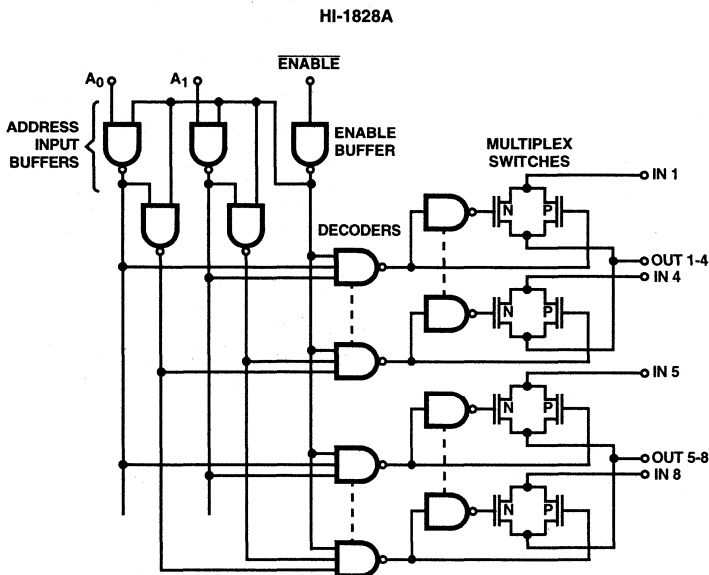 HI-1828A
ENABLE
A0
A1
ADDRESS
INPUT
BUFFERS
ENABLE
BUFFER
MULTIPLEX
SWITCHES
IN 1
N
P
DECODERS
OUT 1-4
IN 4
N
P
IN 5
N
P
OUT 5-8
IN 8
N
P